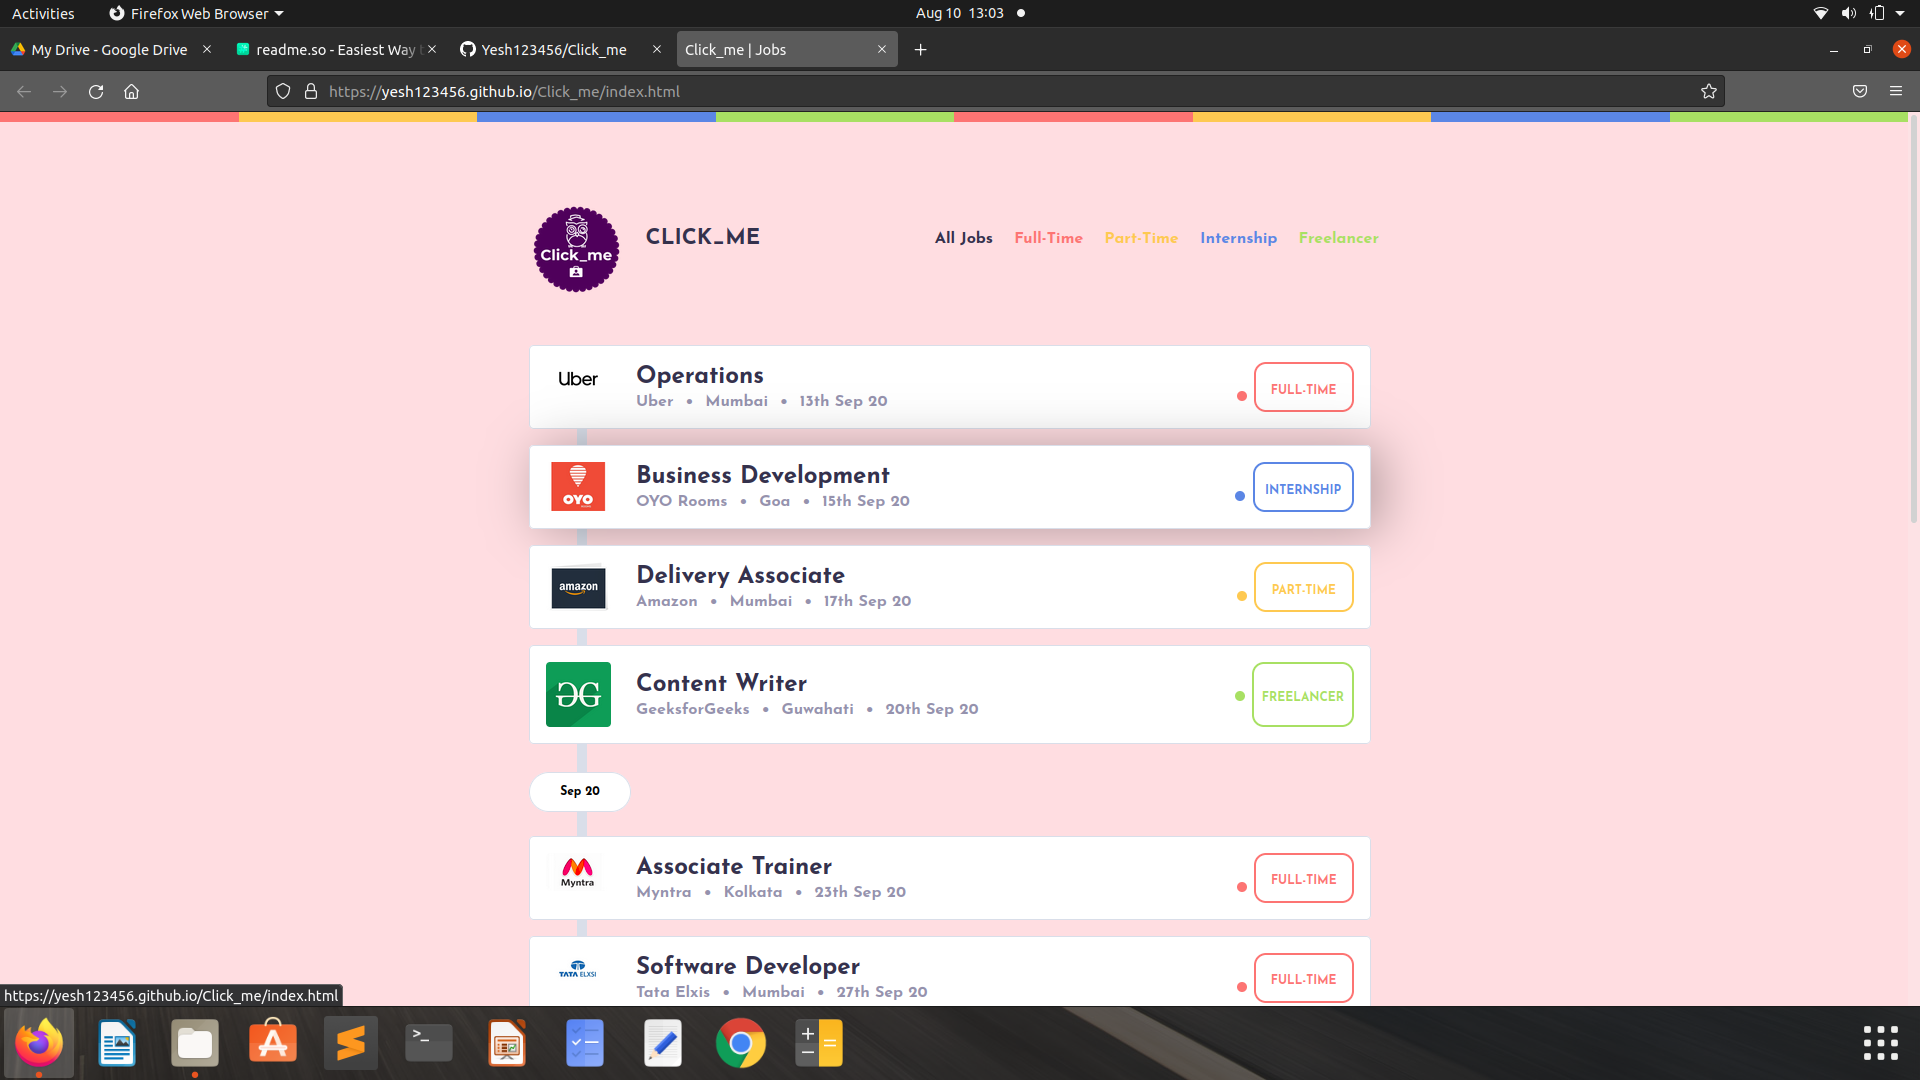 Activities
Firefox Web Browser
Aug 10 13:03
My Drive - Google Drive
readme.so - Easiest Way t
Yesh123456/Click_me
Click_me | Jobs
https://yesh123456.github.io/Click_me/index.html
Click_me
CLICK_ME
All Jobs
Full-Time
Part-Time
Internship
Freelancer
Uber
Operations
Uber • Mumbai • 13th Sep 20
FULL-TIME
OYO
Business Development
OYO Rooms • Goa • 15th Sep 20
INTERNSHIP
amazon
Delivery Associate
Amazon • Mumbai • 17th Sep 20
PART-TIME
Content Writer
GeeksforGeeks • Guwahati • 20th Sep 20
FREELANCER
Sep 20
Myntra
Associate Trainer
Myntra • Kolkata • 23th Sep 20
FULL-TIME
TATA ELXSI
Software Developer
Tata Elxis • Mumbai • 27th Sep 20
FULL-TIME
https://yesh123456.github.io/Click_me/index.html